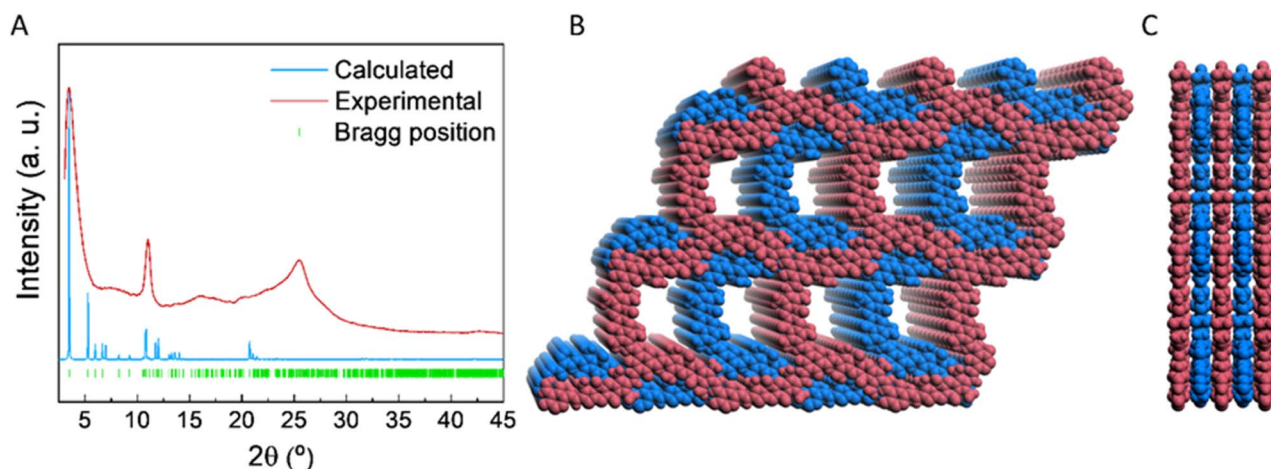 A
B
C
Calculated
Experimental
Bragg position
Intensity (a. u.)
5 10 15 20 25 30 35 40 45
2θ (º)